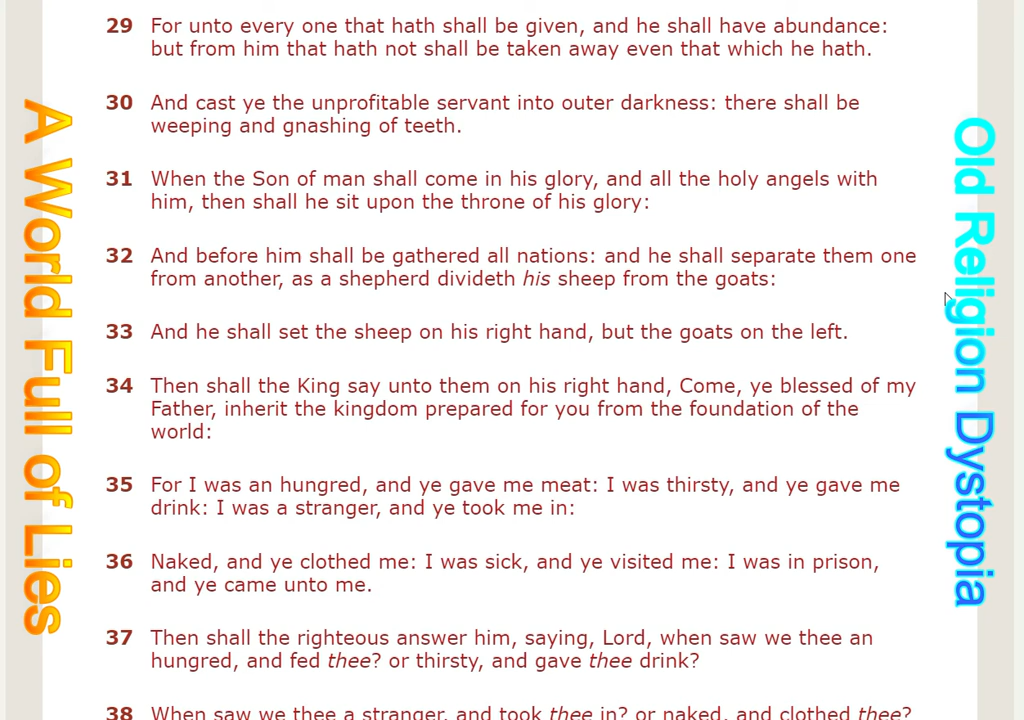 29 For unto every one that hath shall be given, and he shall have abundance:
but from him that hath not shall be taken away even that which he hath.
30 And cast ye the unprofitable servant into outer darkness: there shall be
weeping and gnashing of teeth.
31 When the Son of man shall come in his glory, and all the holy angels with
him, then shall he sit upon the throne of his glory:
32 And before him shall be gathered all nations: and he shall separate them one
from another, as a shepherd divideth his sheep from the goats:
33 And he shall set the sheep on his right hand, but the goats on the left.
34 Then shall the King say unto them on his right hand, Come, ye blessed of my
Father, inherit the kingdom prepared for you from the foundation of the
world:
35 For I was an hungred, and ye gave me meat: I was thirsty, and ye gave me
drink: I was a stranger, and ye took me in:
36 Naked, and ye clothed me: I was sick, and ye visited me: I was in prison,
and ye came unto me.
37 Then shall the righteous answer him, saying, Lord, when saw we thee an
hungred, and fed thee? or thirsty, and gave thee drink?
38 When saw we thee a stranger, and took thee in? or naked, and clothed thee?
A World Full of Lies
Old Religion Dystopia